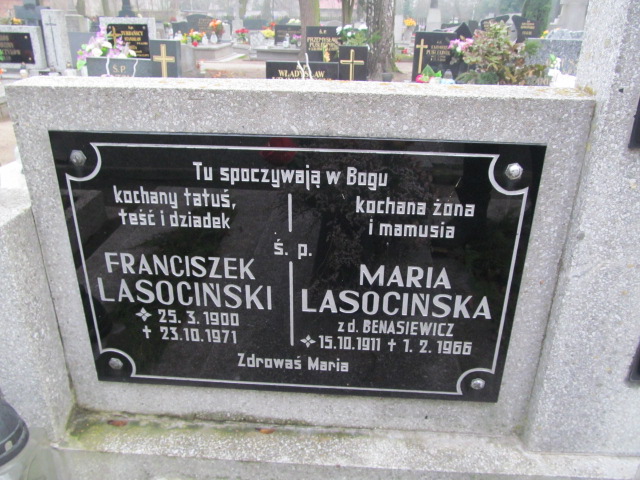 WŁADYSŁAW
Ś.P.
Tu spoczywają w Bogu
kochany tatuś,
teść i dziadek
kochana żona
i mamusia
ś. p.
FRANCISZEK
LASOCIŃSKI
25. 3. 1900
✝ 23.10.1971
MARIA
LASOCIŃSKA
z d. BENASIEWICZ
15.10.1911 ✝ 1. 2. 1966
Zdrowaś Maria